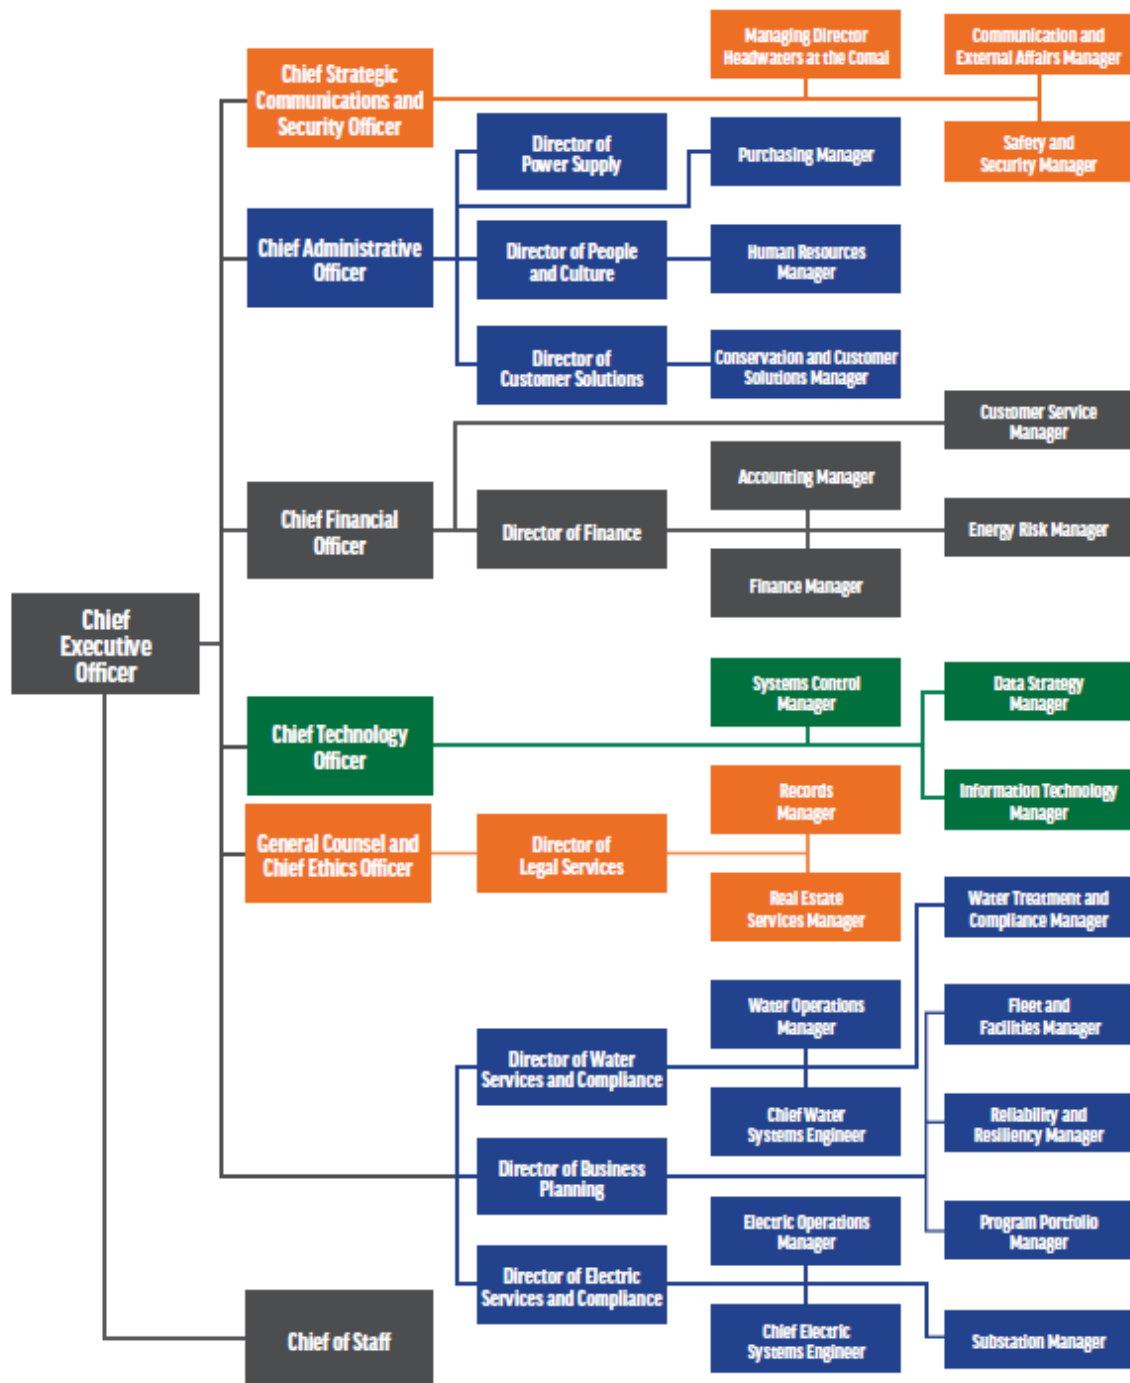 Managing Director
Headwaters at the Comal
Communication and
External Affairs Manager
Chief Strategic
Communications and
Security Officer
Safety and
Security Manager
Director of
Power Supply
Purchasing Manager
Chief Administrative
Officer
Director of People
and Culture
Human Resources
Manager
Director of
Customer Solutions
Conservation and Customer
Solutions Manager
Customer Service
Manager
Accounting Manager
Chief Financial
Officer
Director of Finance
Energy Risk Manager
Finance Manager
Chief
Executive
Officer
Systems Control
Manager
Data Strategy
Manager
Chief Technology
Officer
Information Technology
Manager
Records
Manager
General Counsel and
Chief Ethics Officer
Director of
Legal Services
Real Estate
Services Manager
Water Treatment and
Compliance Manager
Water Operations
Manager
Fleet and
Facilities Manager
Director of Water
Services and Compliance
Chief Water
Systems Engineer
Reliability and
Resiliency Manager
Director of Business
Planning
Electric Operations
Manager
Program Portfolio
Manager
Director of Electric
Services and Compliance
Chief of Staff
Chief Electric
Systems Engineer
Substation Manager